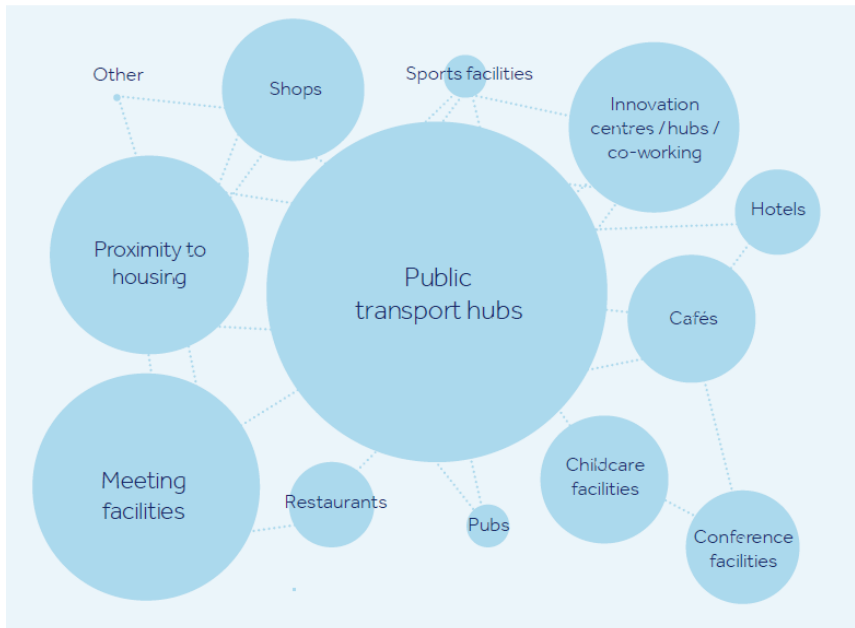 Other
Shops
Sports facilities
Innovation
centres / hubs /
co-working
Hotels
Proximity to
housing
Public
transport hubs
Cafés
Meeting
facilities
Restaurants
Pubs
Childcare
facilities
Conference
facilities